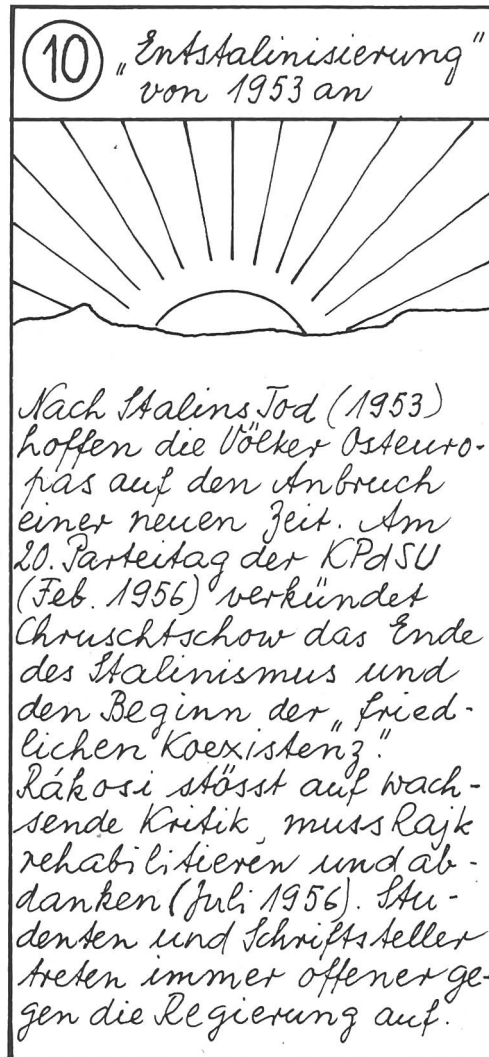 10 „Entstalinisierung"
von 1953 an
Nach Stalins Tod (1953)
hoffen die Völker Osteuro-
pas auf den Anbruch
einer neuen Zeit. Am
20. Parteitag der KPdSU
(Feb. 1956) verkündet
Chruschtschow das Ende
des Stalinismus und
den Beginn der „fried-
lichen Koexistenz".
Rákosi stösst auf wach-
sende Kritik, muss Rajk
rehabilitieren und ab-
danken (Juli 1956). Stu-
denten und Schriftsteller
treten immer offener ge-
gen die Regierung auf.